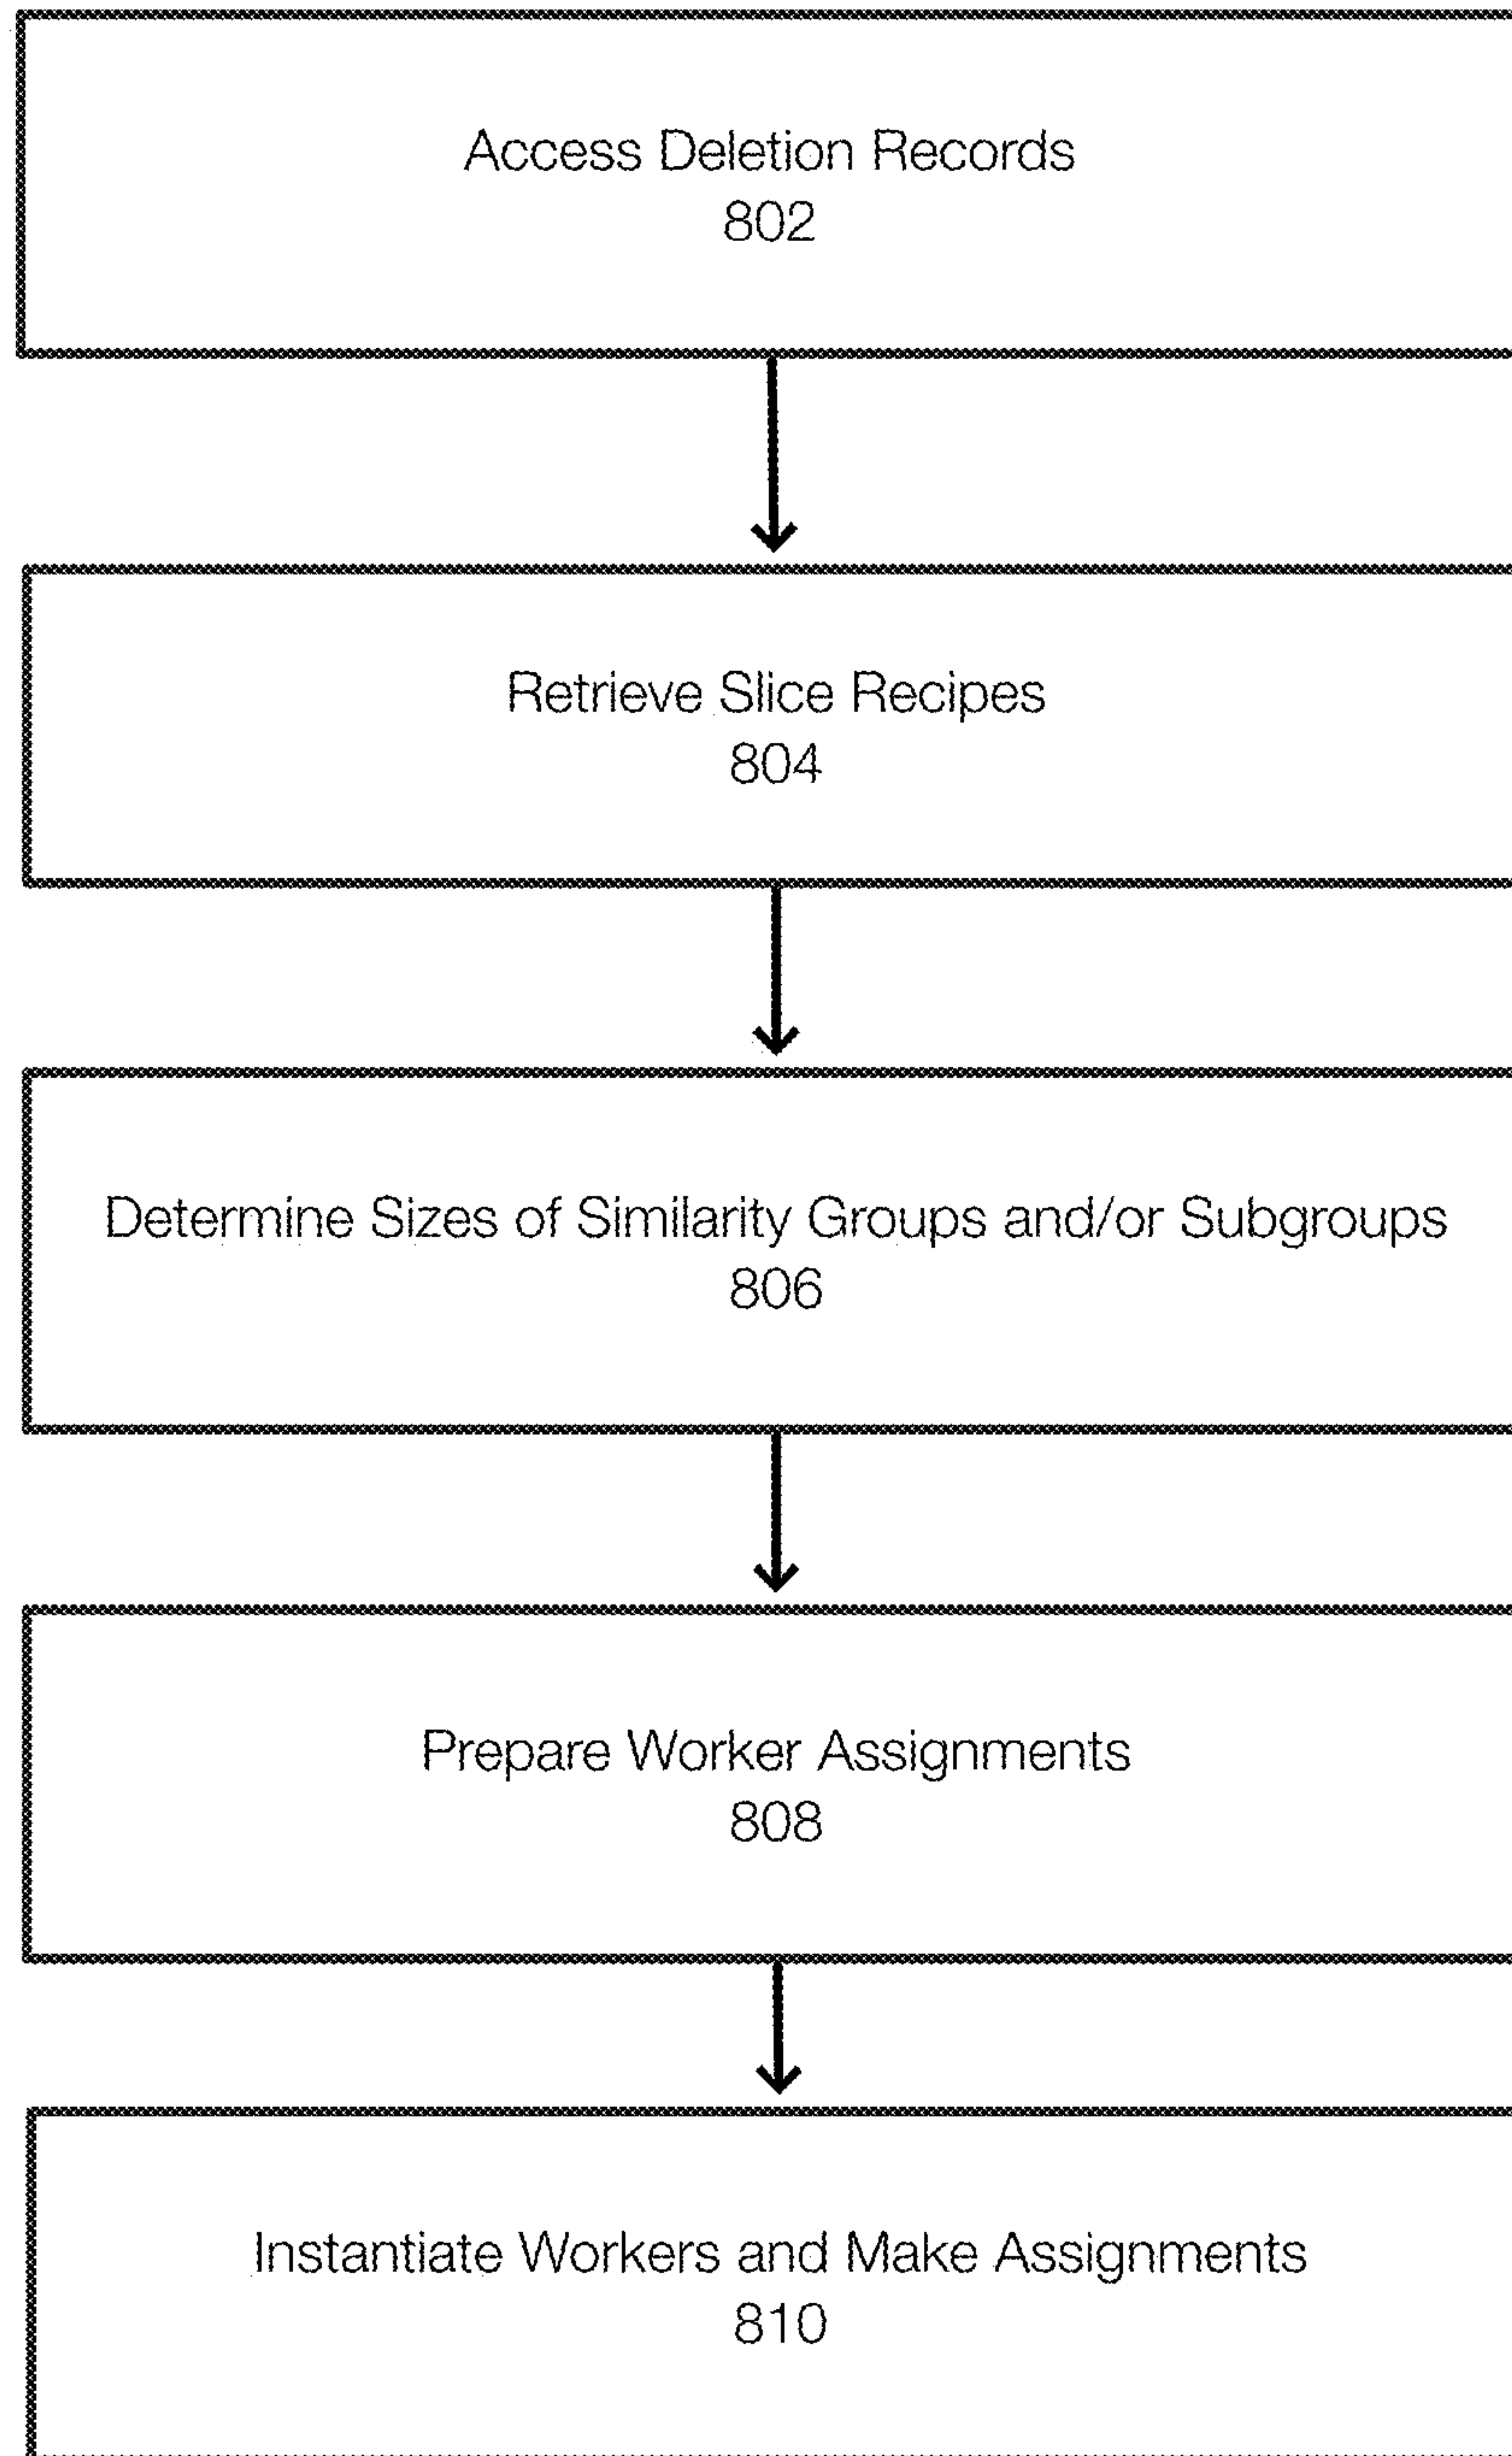 Access Deletion Records
802
Retrieve Slice Recipes
804
Determine Sizes of Similarity Groups and/or Subgroups
806
Prepare Worker Assignments
808
Instantiate Workers and Make Assignments
810